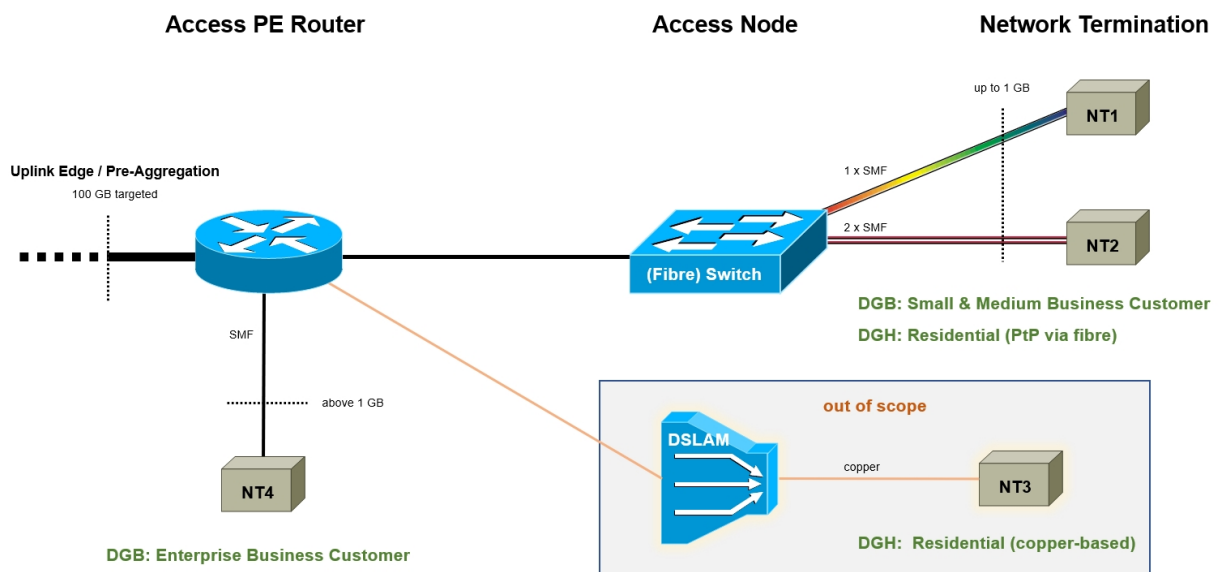 Access PE Router
Access Node
Network Termination
up to 1 GB
NT1
Uplink Edge / Pre-Aggregation
100 GB targeted
1 x SMF
2 x SMF
NT2
(Fibre) Switch
DGB: Small & Medium Business Customer
DGH: Residential (PtP via fibre)
SMF
above 1 GB
NT4
DGB: Enterprise Business Customer
out of scope
DSLAM
copper
NT3
DGH: Residential (copper-based)